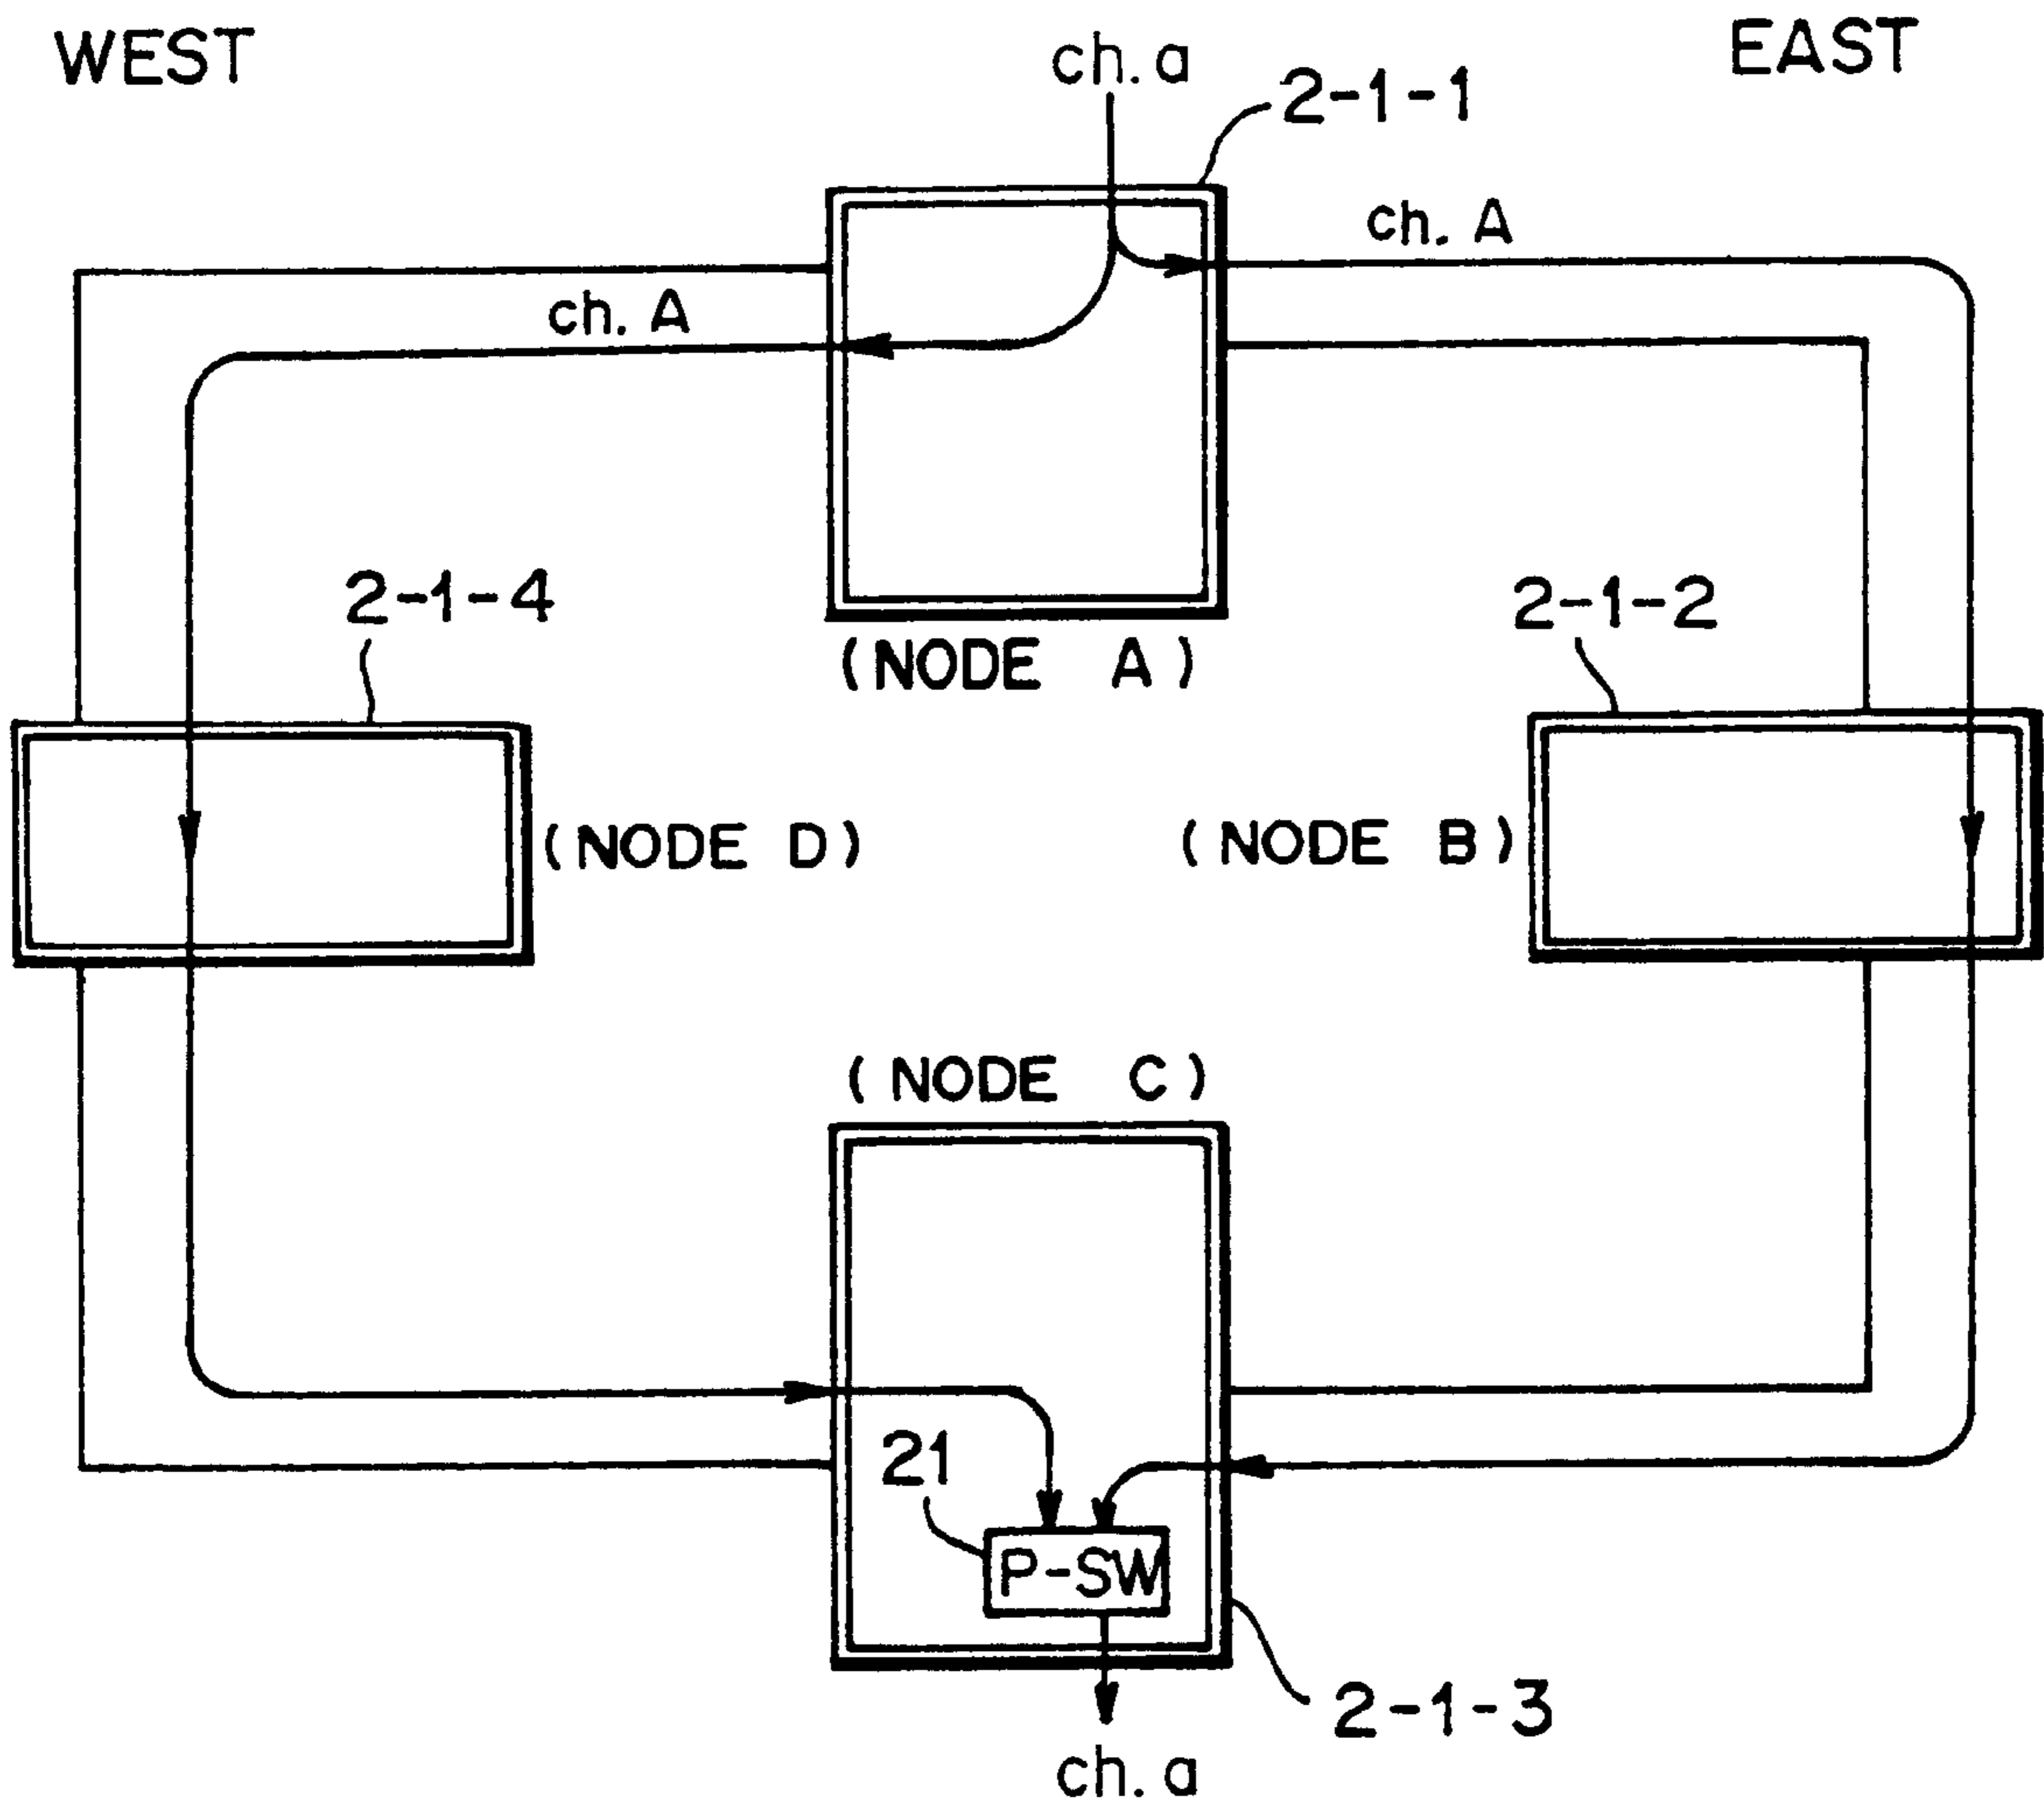 WEST
ch. a
EAST
2-1-1
ch. A
ch. A
2-1-4
2-1-2
(NODE A)
(NODE D)
(NODE B)
(NODE C)
21
P-SW
2-1-3
ch. a